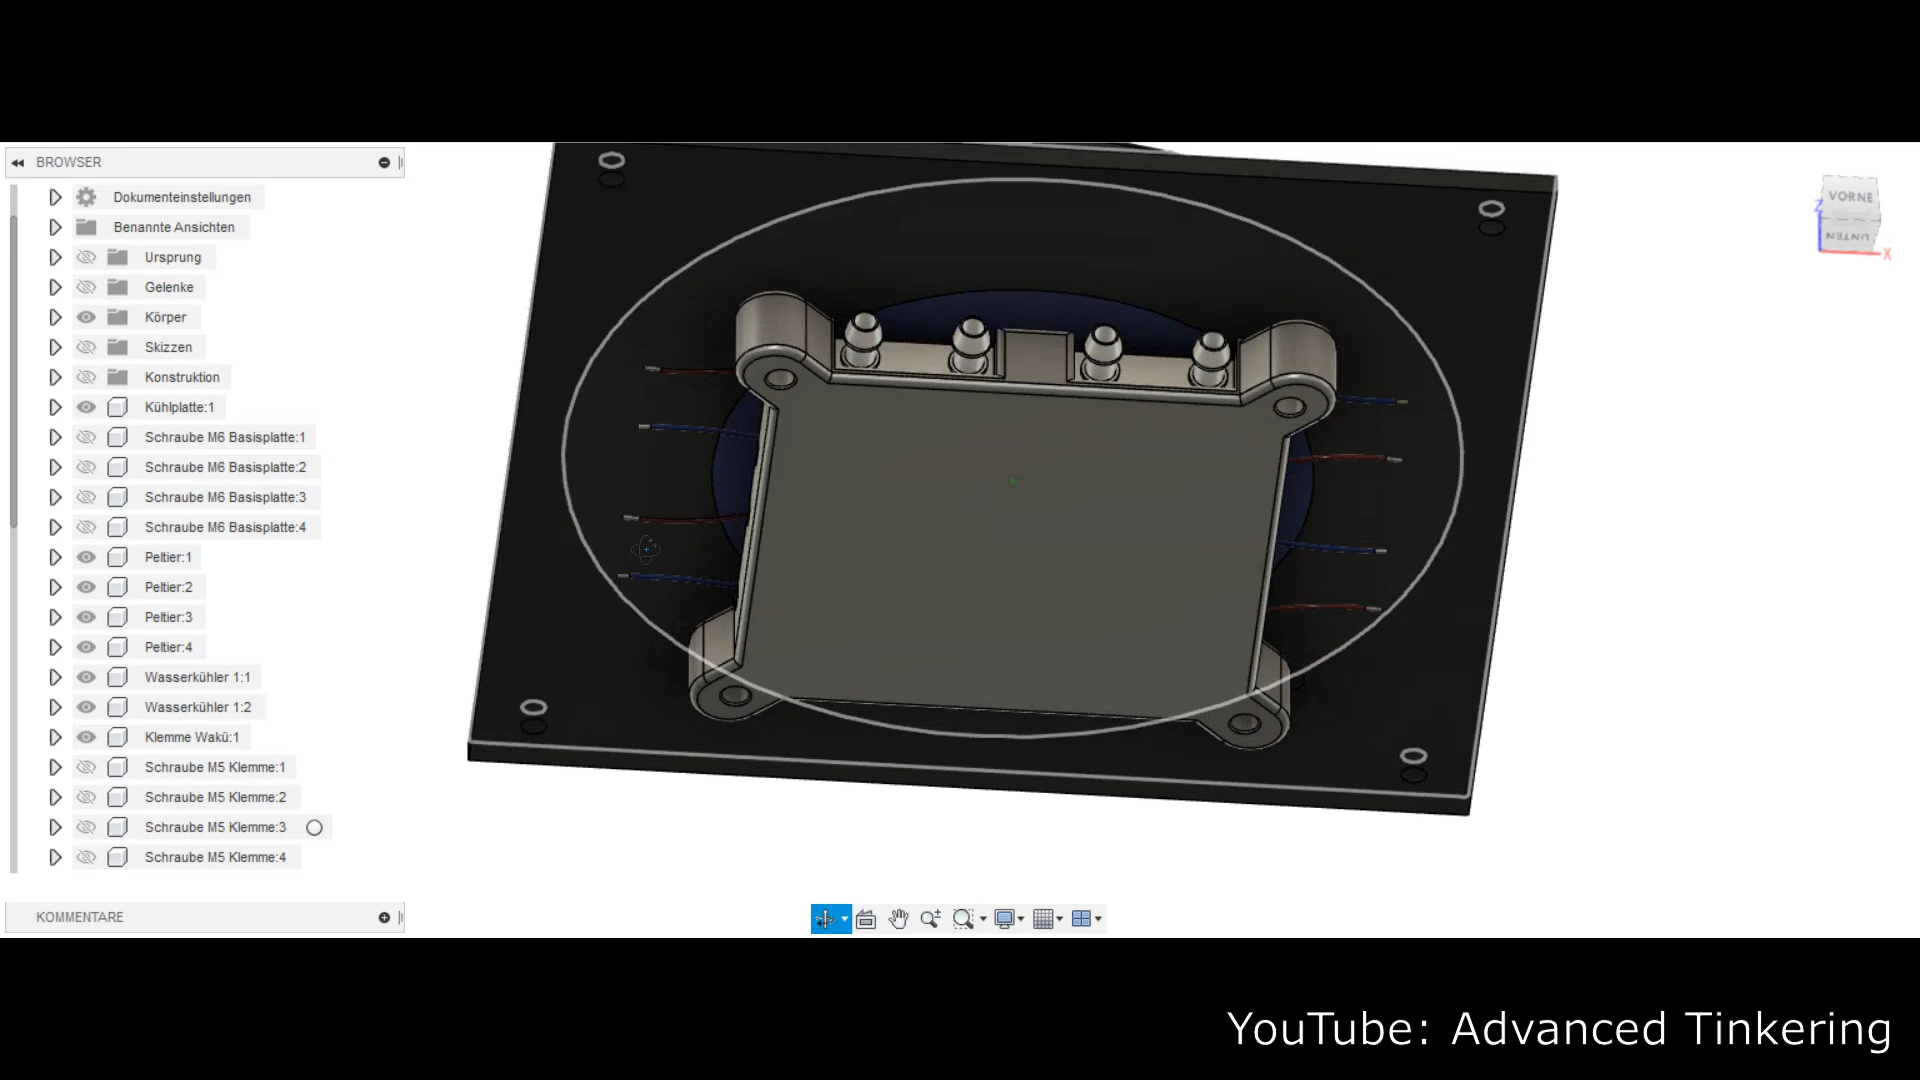 BROWSER
Dokumenteinstellungen
Benannte Ansichten
Ursprung
Gelenke
Körper
Skizzen
Konstruktion
Kühlplatte:1
Schraube M6 Basisplatte:1
Schraube M6 Basisplatte:2
Schraube M6 Basisplatte:3
Schraube M6 Basisplatte:4
Peltier:1
Peltier:2
Peltier:3
Peltier:4
Wasserkühler 1:1
Wasserkühler 1:2
Klemme Wakü:1
Schraube M5 Klemme:1
Schraube M5 Klemme:2
Schraube M5 Klemme:3
Schraube M5 Klemme:4
KOMMENTARE
VORNE
Z
UNTEN
X
YouTube: Advanced Tinkering